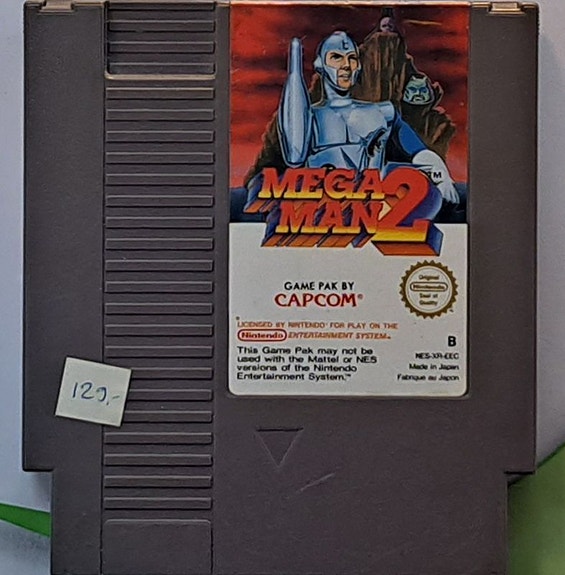 MEGA
MAN 2
TM
GAME PAK BY
CAPCOM®
Original
Nintendo
Seal of
Quality
LICENSED BY NINTENDO® FOR PLAY ON THE
Nintendo ENTERTAINMENT SYSTEM™
B
This Game Pak may not be
used with the Mattel or NES
versions of the Nintendo
Entertainment System.™
NES-XR-EEC
Made in Japan
Fabriqué au Japon
129,-